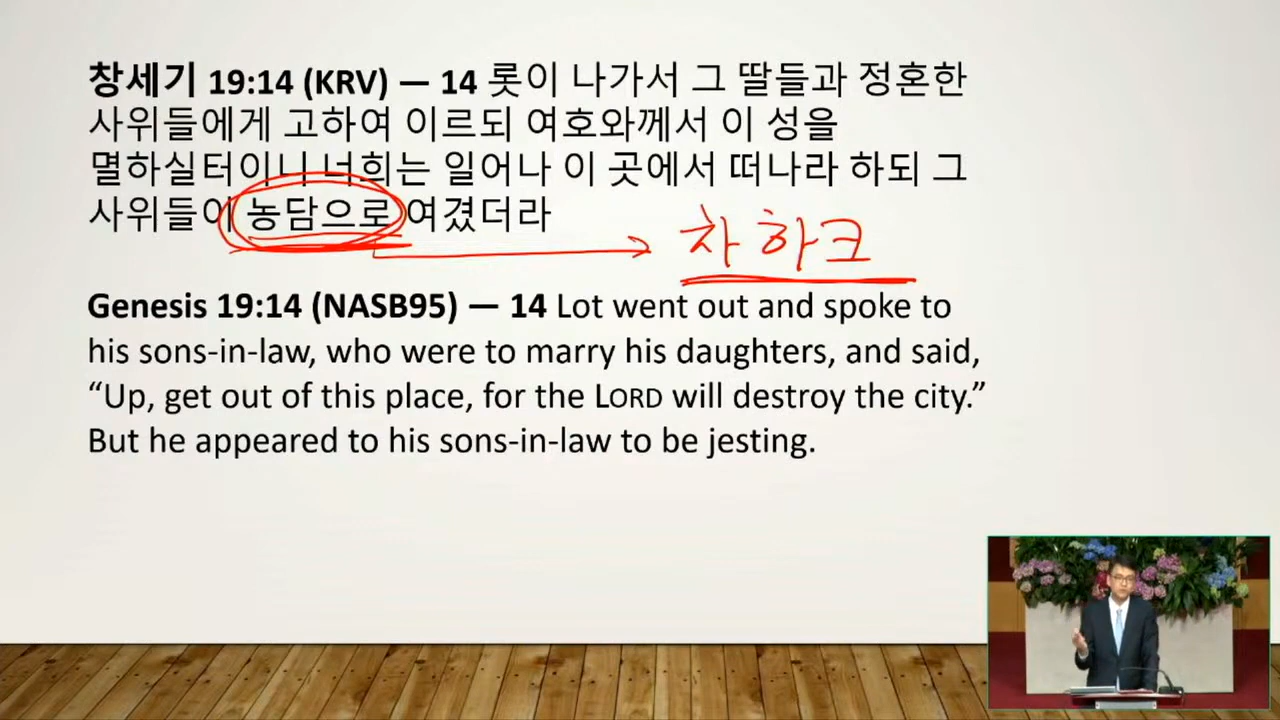 창세기 19:14 (KRV) — 14 롯이 나가서 그 딸들과 정혼한
사위들에게 고하여 이르되 여호와께서 이 성을
멸하실터이니 너희는 일어나 이 곳에서 떠나라 하되 그
사위들이 농담으로 여겼더라
차하크
Genesis 19:14 (NASB95) — 14 Lot went out and spoke to
his sons-in-law, who were to marry his daughters, and said,
“Up, get out of this place, for the LORD will destroy the city.”
But he appeared to his sons-in-law to be jesting.